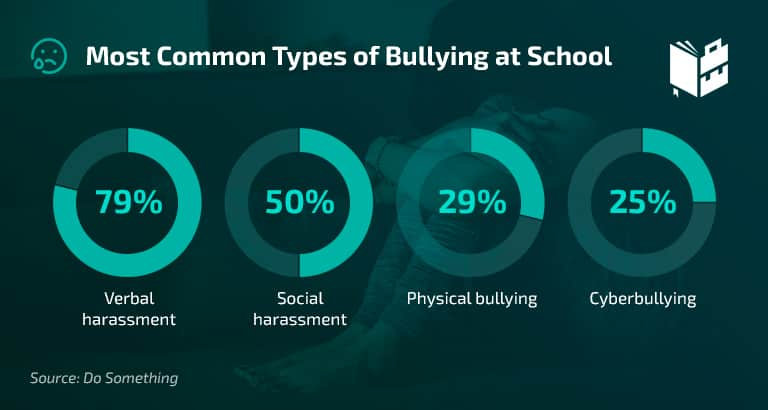 Most Common Types of Bullying at School
79%
50%
29%
25%
Verbal
harassment
Social
harassment
Physical bullying
Cyberbullying
Source: Do Something